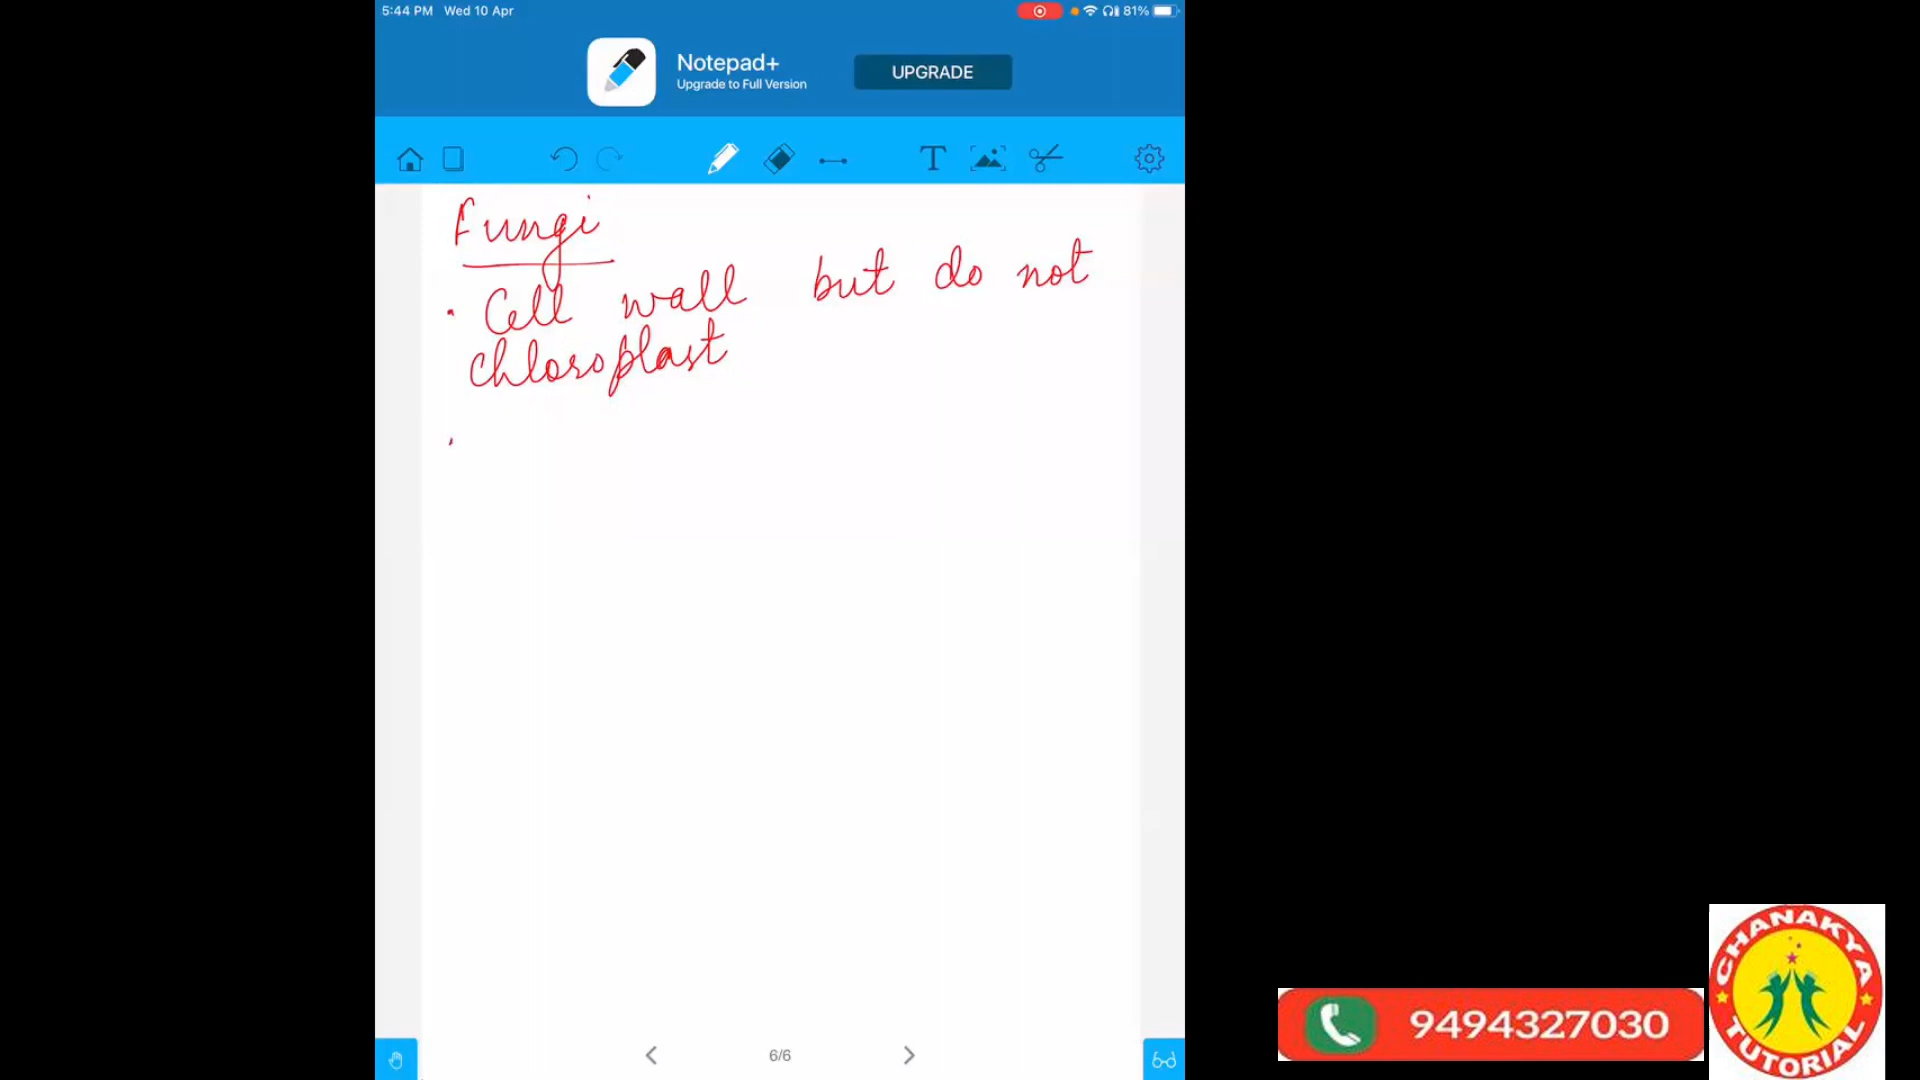 5:44 PM Wed 10 Apr
81%
Notepad+
Upgrade to Full Version
UPGRADE
T
Fungi
• Cell wall but do not
chloroplast
•
6/6
9494327030
CHANAKYA
TUTORIAL